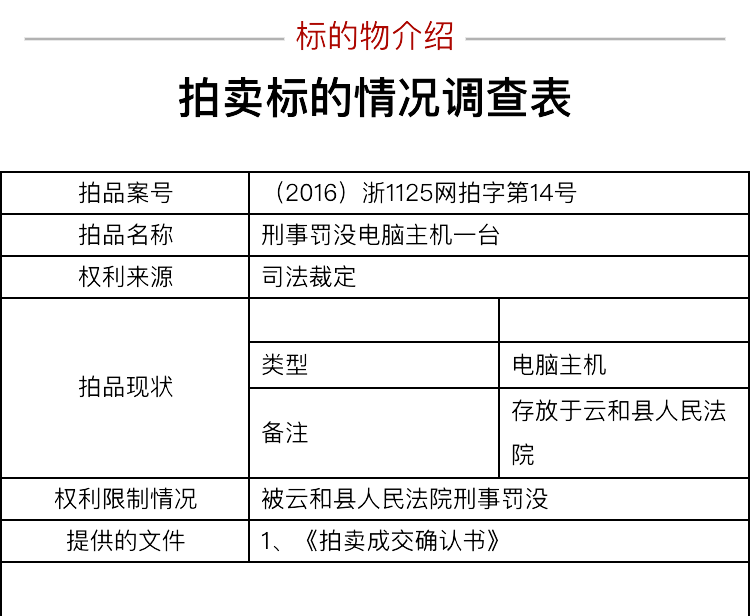 标的物介绍
拍卖标的情况调查表
拍品案号 （2016）浙1125网拍字第14号
拍品名称 刑事罚没电脑主机一台
权利来源 司法裁定
拍品现状
类型 电脑主机
备注 存放于云和县人民法
院
权利限制情况 被云和县人民法院刑事罚没
提供的文件 1、《拍卖成交确认书》